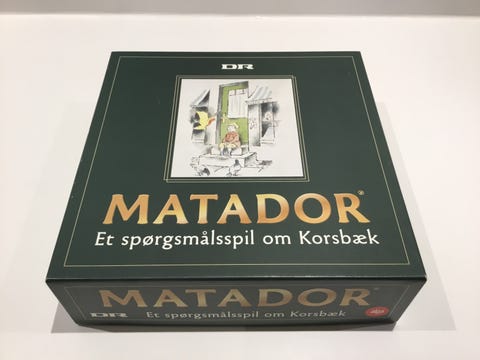 DR
MATADOR®
Et spørgsmålsspil om Korsbæk
MATADOR®
DR Et spørgsmålsspil om Korsbæk